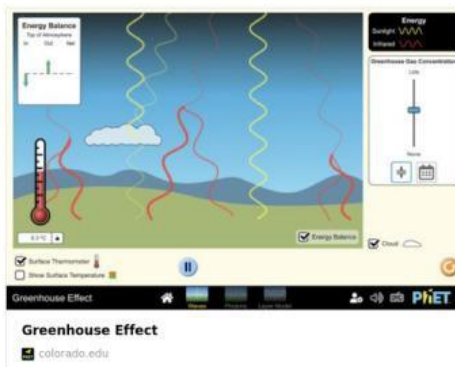 Energy Balance
Top of Atmosphere
In Out Net
Energy
Sunlight
Infrared
Greenhouse Gas Concentration
Lots
None
Energy Balance
Cloud
Surface Thermometer
Show Surface Temperature
Greenhouse Effect
Waves
Photons
Layer Model
PhET
Greenhouse Effect
colorado.edu